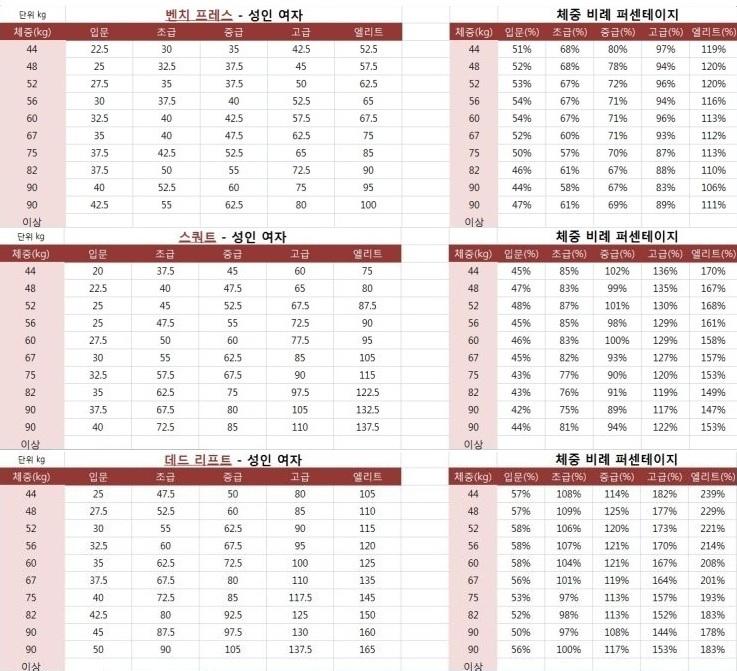 단위 kg 벤치 프레스 - 성인 여자 체중 비례 퍼센테이지
체중(kg) 입문 조급 중급 고급 엘리트 체중(kg) 입문(%) 조급(%) 중급(%) 고급(%) 엘리트(%)
44 22.5 30 35 42.5 52.5 44 51% 68% 80% 97% 119%
48 25 32.5 37.5 45 57.5 48 52% 68% 78% 94% 120%
52 27.5 35 37.5 50 62.5 52 53% 67% 72% 96% 120%
56 30 37.5 40 52.5 65 56 54% 67% 71% 94% 116%
60 32.5 40 42.5 57.5 67.5 60 54% 67% 71% 96% 113%
67 35 40 47.5 62.5 75 67 52% 60% 71% 93% 112%
75 37.5 42.5 52.5 65 85 75 50% 57% 70% 87% 113%
82 37.5 50 55 72.5 90 82 46% 61% 67% 88% 110%
90 40 52.5 60 75 95 90 44% 58% 67% 83% 106%
90 42.5 55 62.5 80 100 90 47% 61% 69% 89% 111%
이상 이상
단위 kg 스쿼트 - 성인 여자 체중 비례 퍼센테이지
체중(kg) 입문 조급 중급 고급 엘리트 체중(kg) 입문(%) 조급(%) 중급(%) 고급(%) 엘리트(%)
44 20 37.5 45 60 75 44 45% 85% 102% 136% 170%
48 22.5 40 47.5 65 80 48 47% 83% 99% 135% 167%
52 25 45 52.5 67.5 87.5 52 48% 87% 101% 130% 168%
56 25 47.5 55 72.5 90 56 45% 85% 98% 129% 161%
60 27.5 50 60 77.5 95 60 46% 83% 100% 129% 158%
67 30 55 62.5 85 105 67 45% 82% 93% 127% 157%
75 32.5 57.5 67.5 90 115 75 43% 77% 90% 120% 153%
82 35 62.5 75 97.5 122.5 82 43% 76% 91% 119% 149%
90 37.5 67.5 80 105 132.5 90 42% 75% 89% 117% 147%
90 40 72.5 85 110 137.5 90 44% 81% 94% 122% 153%
이상 이상
단위 kg 데드 리프트 - 성인 여자 체중 비례 퍼센테이지
체중(kg) 입문 조급 중급 고급 엘리트 체중(kg) 입문(%) 조급(%) 중급(%) 고급(%) 엘리트(%)
44 25 47.5 50 80 105 44 57% 108% 114% 182% 239%
48 27.5 52.5 60 85 110 48 57% 109% 125% 177% 229%
52 30 55 62.5 90 115 52 58% 106% 120% 173% 221%
56 32.5 60 67.5 95 120 56 58% 107% 121% 170% 214%
60 35 62.5 72.5 100 125 60 58% 104% 121% 167% 208%
67 37.5 67.5 80 110 135 67 56% 101% 119% 164% 201%
75 40 72.5 85 117.5 145 75 53% 97% 113% 157% 193%
82 42.5 80 92.5 125 150 82 52% 98% 113% 152% 183%
90 45 87.5 97.5 130 160 90 50% 97% 108% 144% 178%
90 50 90 105 137.5 165 90 56% 100% 117% 153% 183%
이상 이상